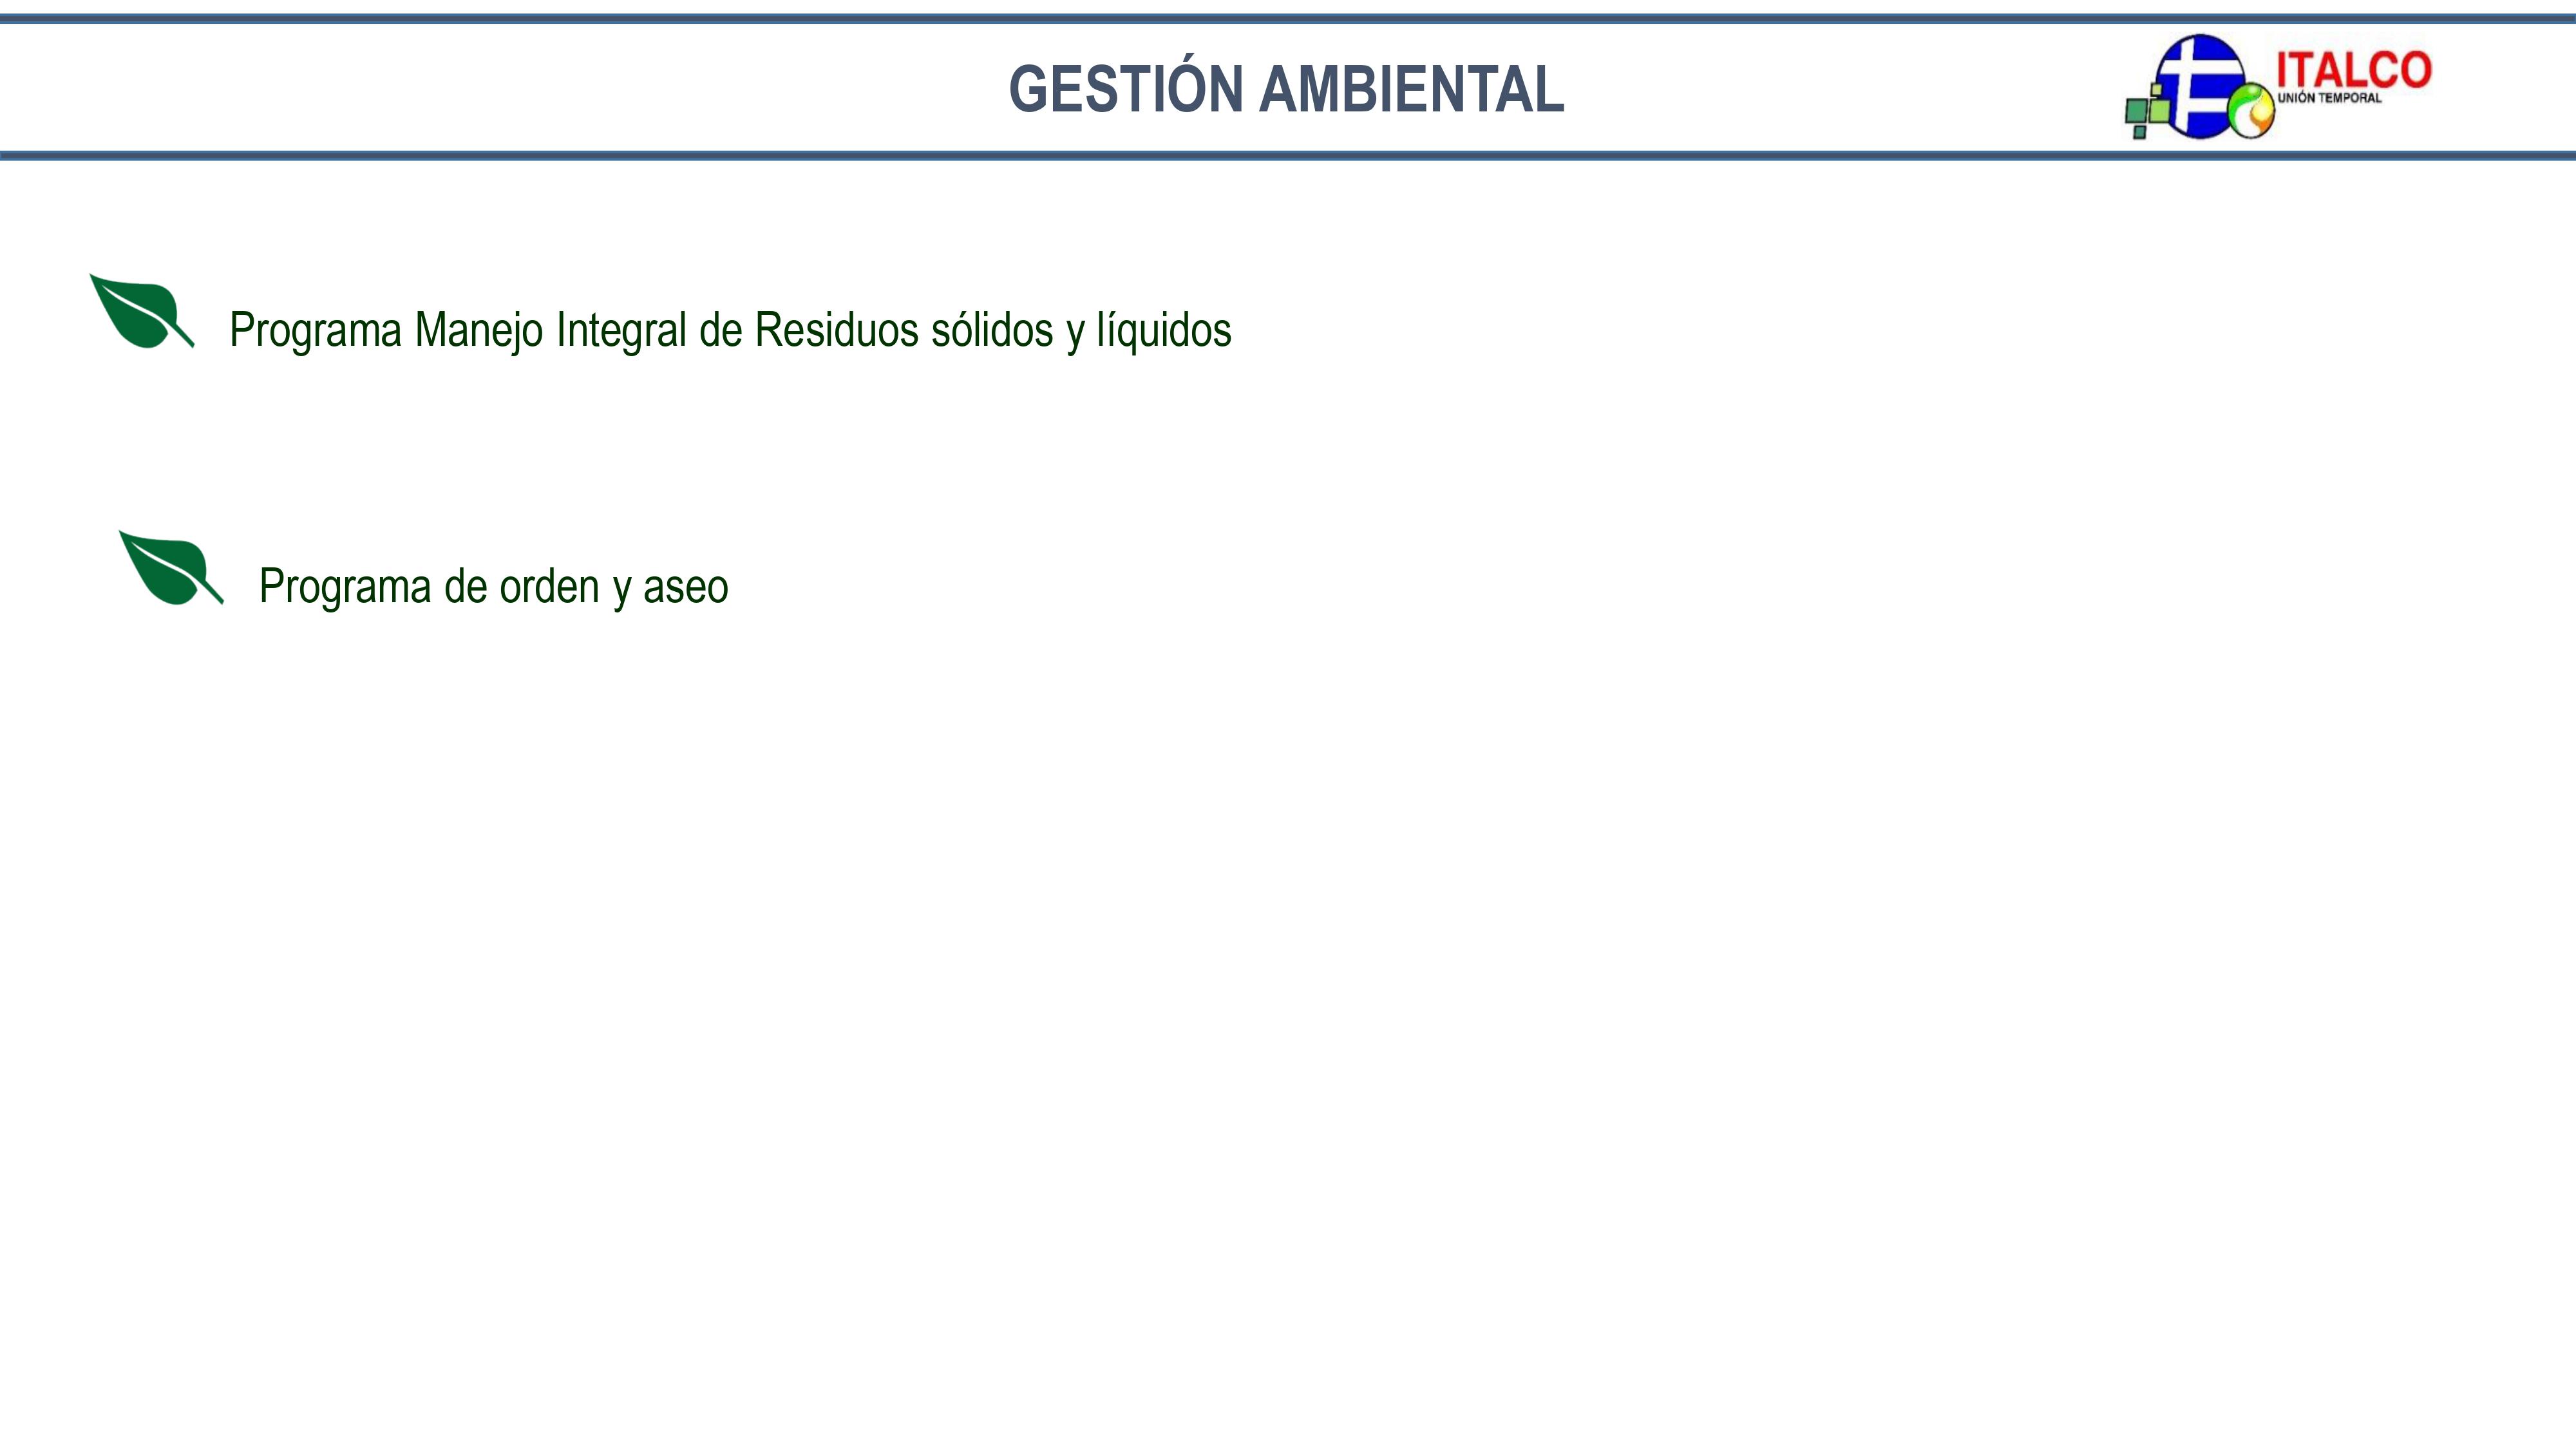 GESTIÓN AMBIENTAL
ITALCO
UNIÓN TEMPORAL
Programa Manejo Integral de Residuos sólidos y líquidos
Programa de orden y aseo